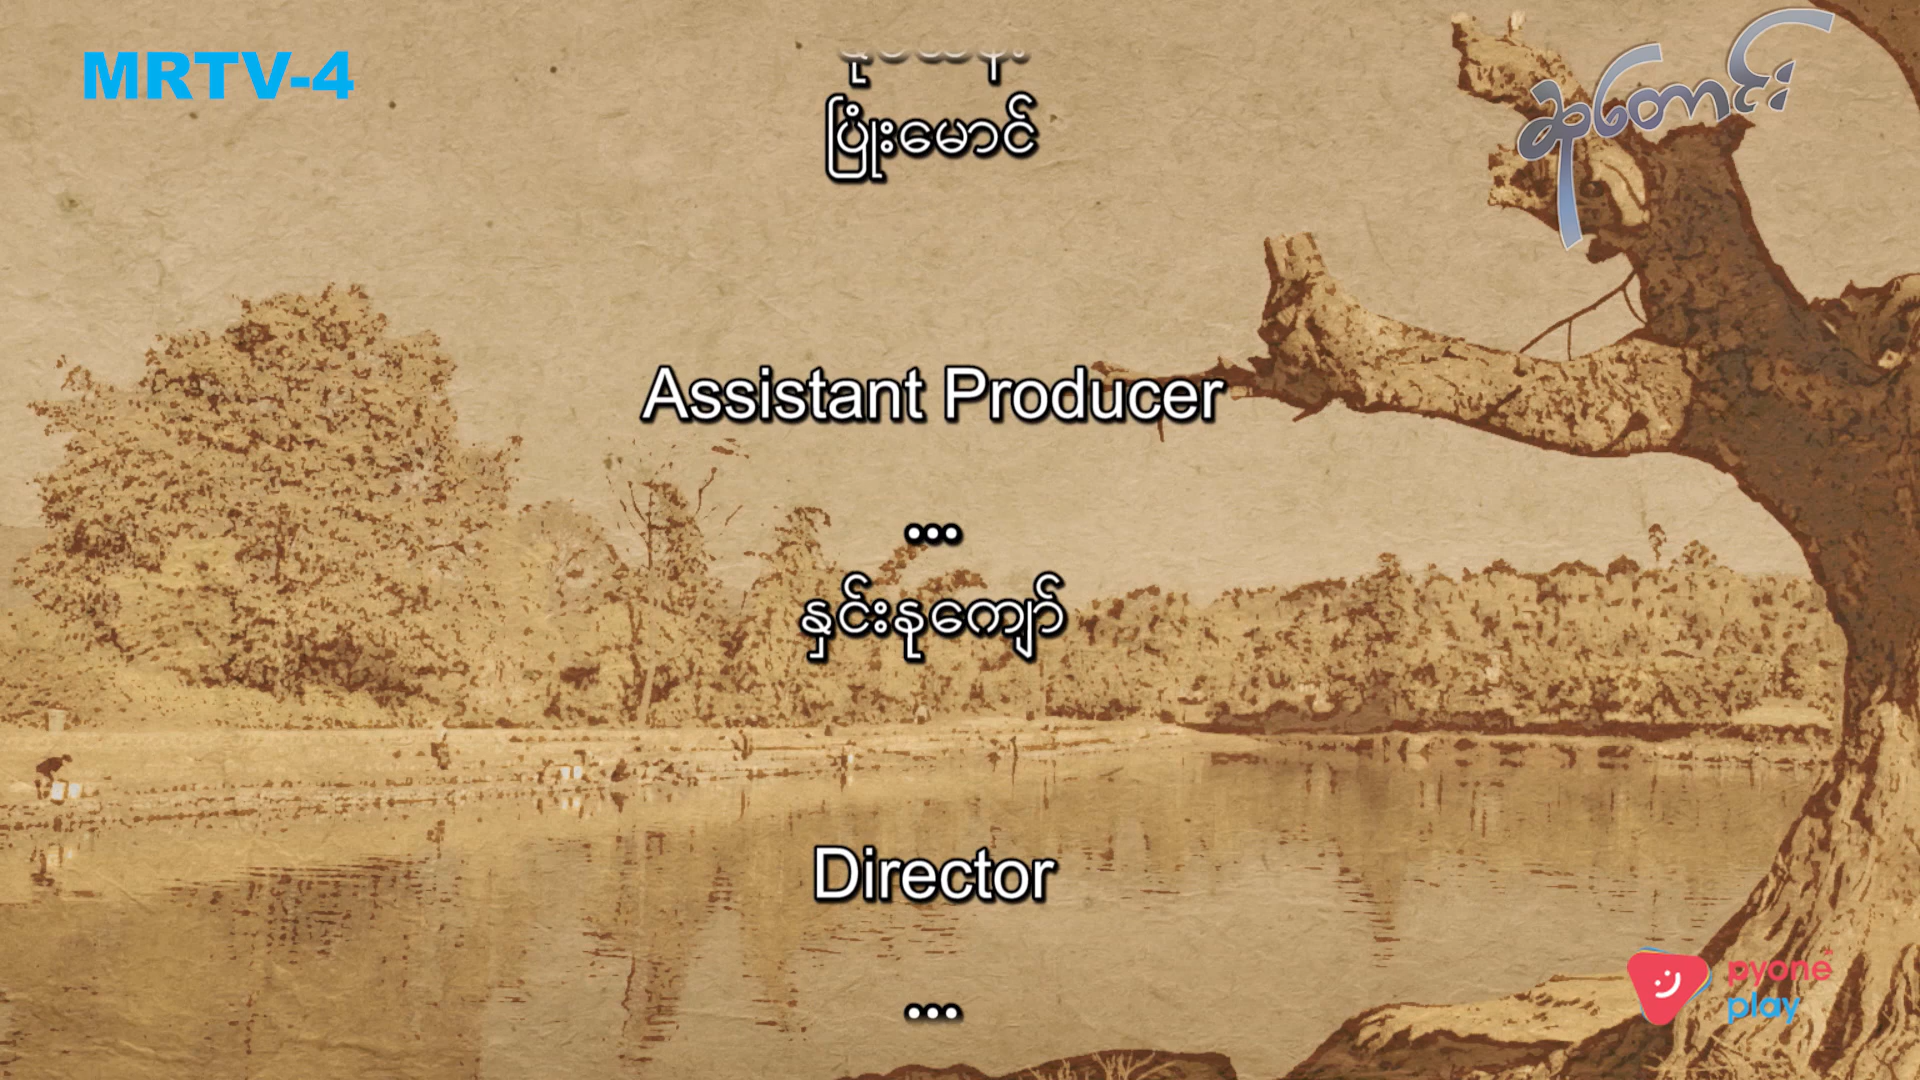 MRTV-4
ဆုတောင်း
ပြုံးမောင်
Assistant Producer
...
နှင်းနုကျော်
Director
...
pyone
play